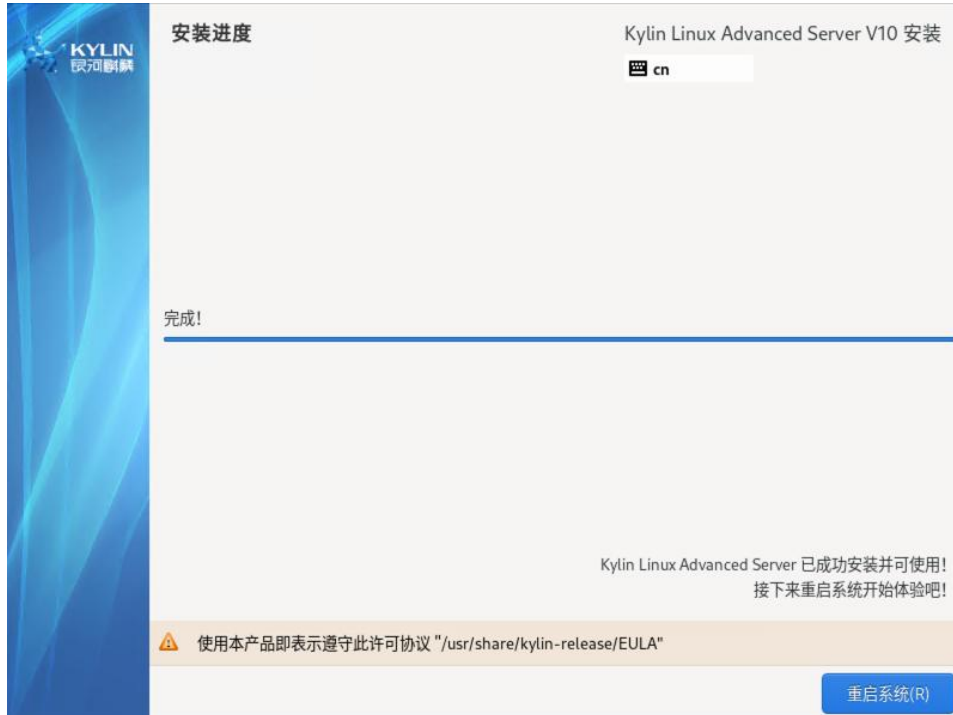 KYLIN
银河麒麟
安装进度
Kylin Linux Advanced Server V10 安装
cn
完成!
Kylin Linux Advanced Server 已成功安装并可使用!
接下来重启系统开始体验吧!
使用本产品即表示遵守此许可协议 "/usr/share/kylin-release/EULA"
重启系统(R)